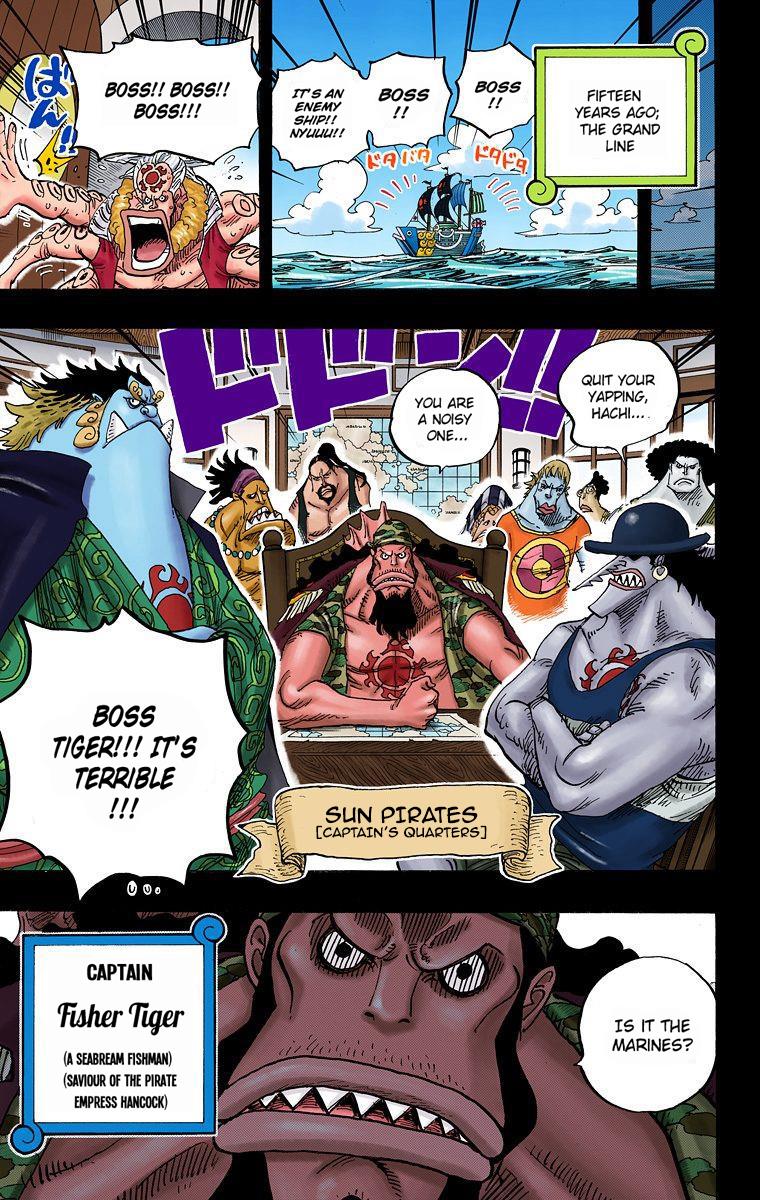 FIFTEEN
YEARS AGO;
THE GRAND
LINE
BOSS
!!
BOSS
!!
IT'S AN
ENEMY
SHIP!!
NYUUU!!
ドタドタ
ドタバタ
BOSS!! BOSS!!
BOSS!!!
ばん!!
ドドドン!!
QUIT YOUR
YAPPING,
HACHI...
YOU ARE
A NOISY
ONE...
BOSS
TIGER!!! IT'S
TERRIBLE
!!!
SUN PIRATES
[CAPTAIN'S QUARTERS]
CAPTAIN
Fisher Tiger
(A SEABREAM FISHMAN)
(SAVIOUR OF THE PIRATE
EMPRESS HANCOCK)
IS IT THE
MARINES?